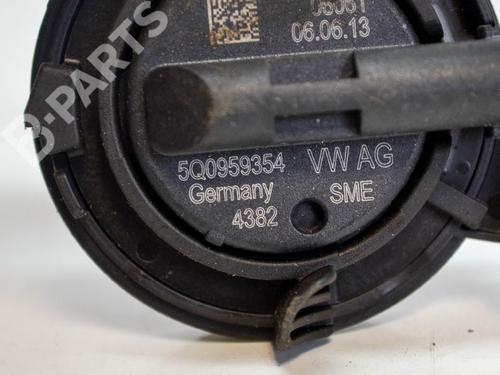 06.06.13
5Q0959354 VW AG
Germany SME
4382
B-PARTS